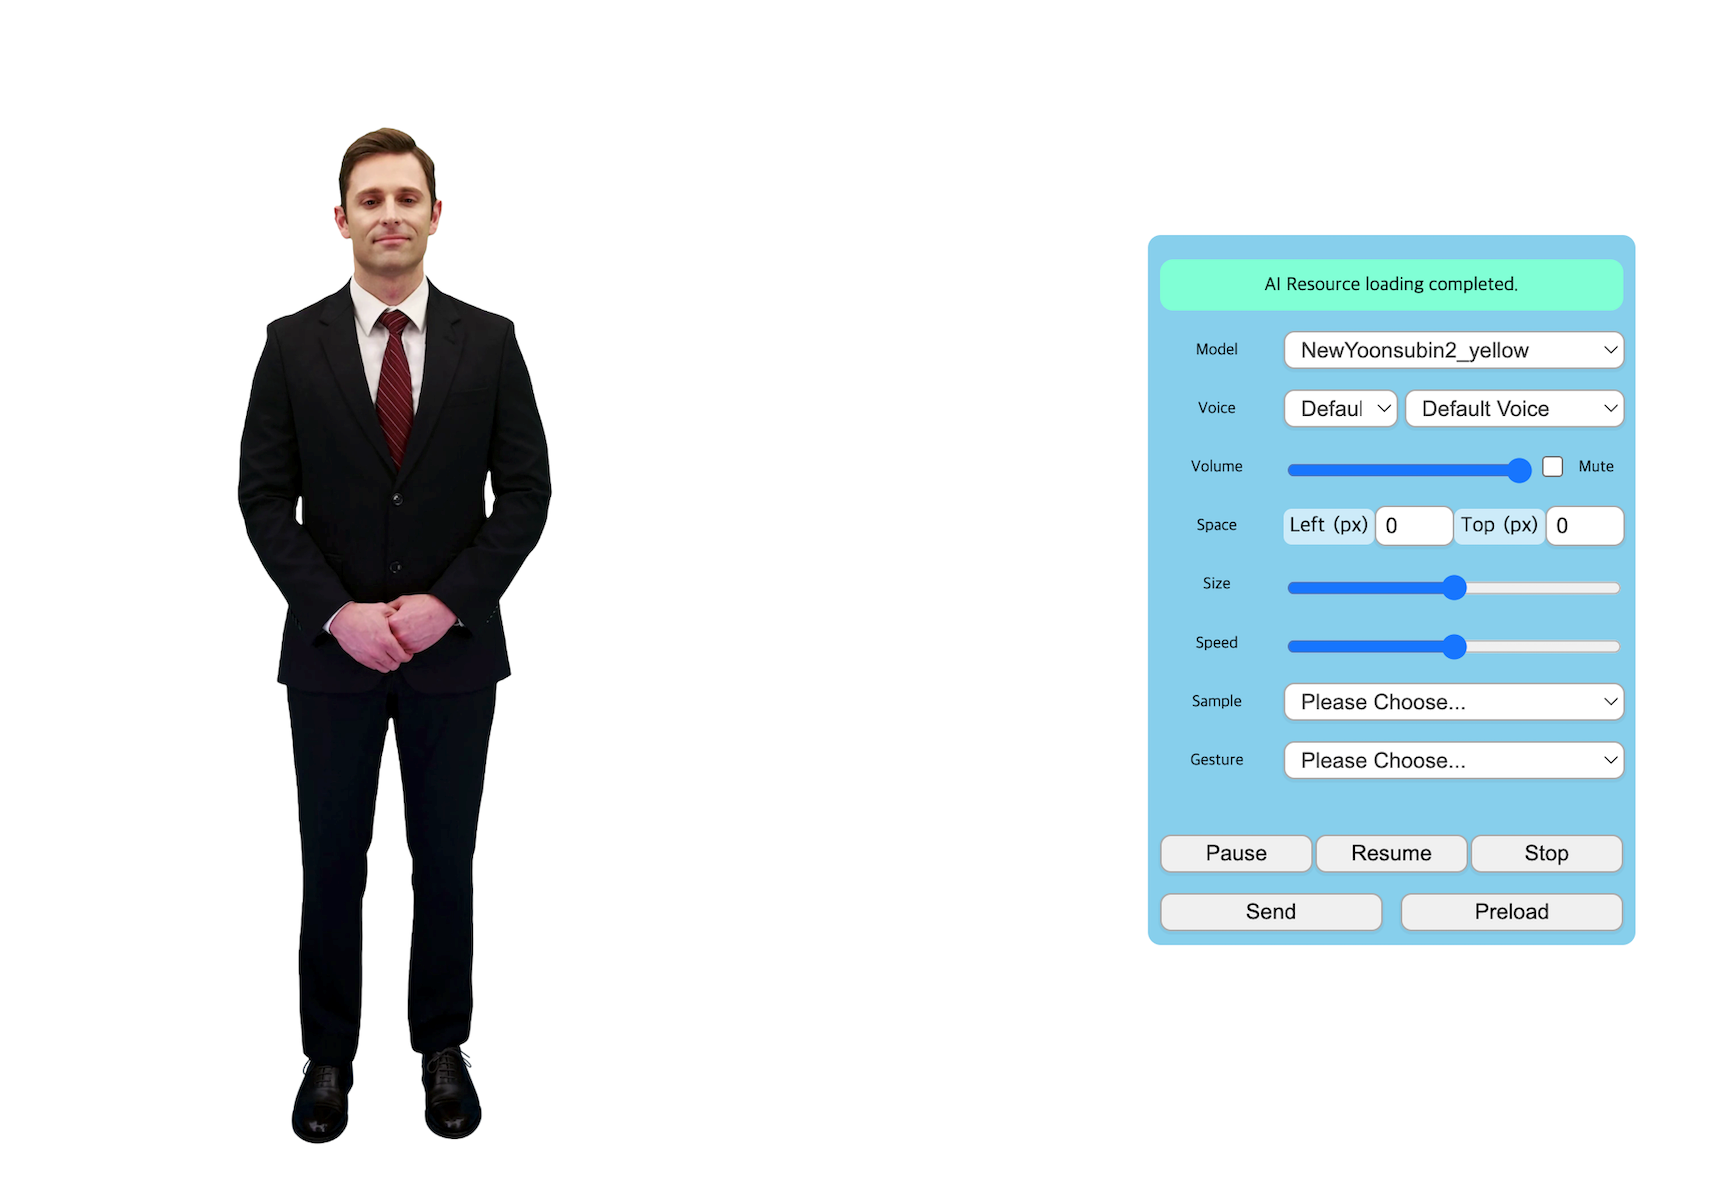 AI Resource loading completed.
Model NewYoonsubin2_yellow
Voice Defaul Default Voice
Volume Mute
Space Left (px) 0 Top (px) 0
Size
Speed
Sample Please Choose...
Gesture Please Choose...
Pause Resume Stop
Send Preload